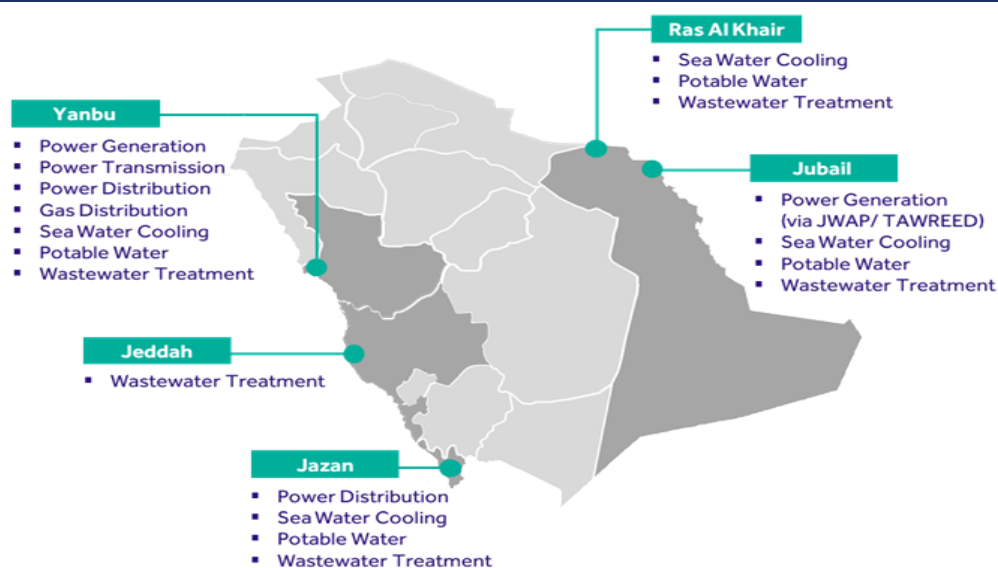 Ras Al Khair
▪ Sea Water Cooling
▪ Potable Water
▪ Wastewater Treatment
Yanbu
▪ Power Generation
▪ Power Transmission
▪ Power Distribution
▪ Gas Distribution
▪ Sea Water Cooling
▪ Potable Water
▪ Wastewater Treatment
Jubail
▪ Power Generation
(via JWAP/ TAWREED)
▪ Sea Water Cooling
▪ Potable Water
▪ Wastewater Treatment
Jeddah
▪ Wastewater Treatment
Jazan
▪ Power Distribution
▪ Sea Water Cooling
▪ Potable Water
▪ Wastewater Treatment